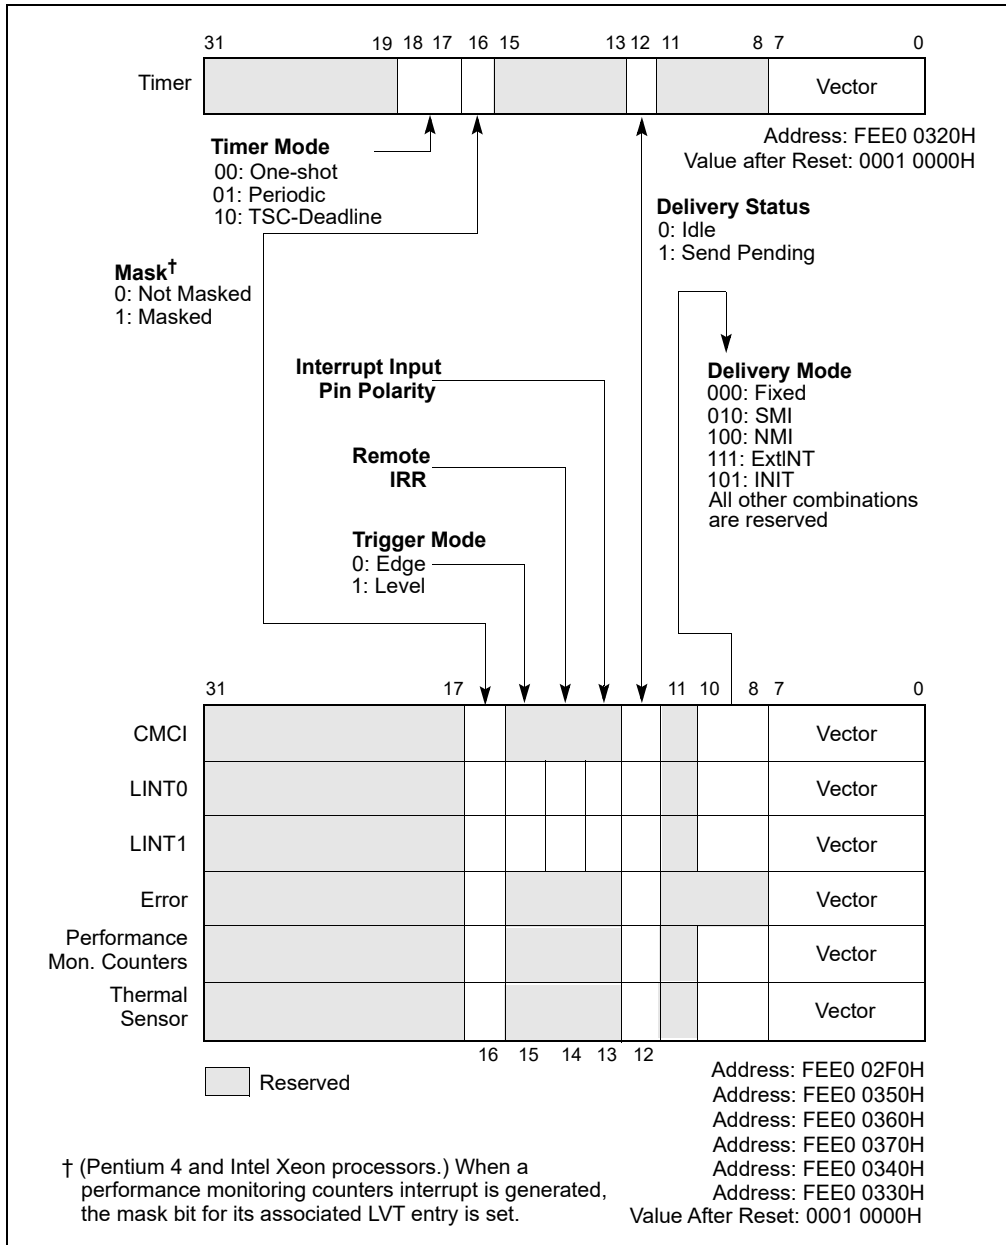 31 19 18 17 16 15 13 12 11 8 7 0
Timer
Vector
Address: FEE0 0320H
Value after Reset: 0001 0000H
Timer Mode
00: One-shot
01: Periodic
10: TSC-Deadline
Delivery Status
0: Idle
1: Send Pending
Mask†
0: Not Masked
1: Masked
Interrupt Input
Pin Polarity
Delivery Mode
000: Fixed
010: SMI
100: NMI
111: ExtlNT
101: INIT
All other combinations
are reserved
Remote
IRR
Trigger Mode
0: Edge
1: Level
31 17 11 10 8 7 0
CMCI Vector
LINT0 Vector
LINT1 Vector
Error Vector
Performance
Mon. Counters
Vector
Thermal
Sensor
Vector
16 15 14 13 12
Reserved
Address: FEE0 02F0H
Address: FEE0 0350H
Address: FEE0 0360H
Address: FEE0 0370H
Address: FEE0 0340H
Address: FEE0 0330H
Value After Reset: 0001 0000H
† (Pentium 4 and Intel Xeon processors.) When a
performance monitoring counters interrupt is generated,
the mask bit for its associated LVT entry is set.